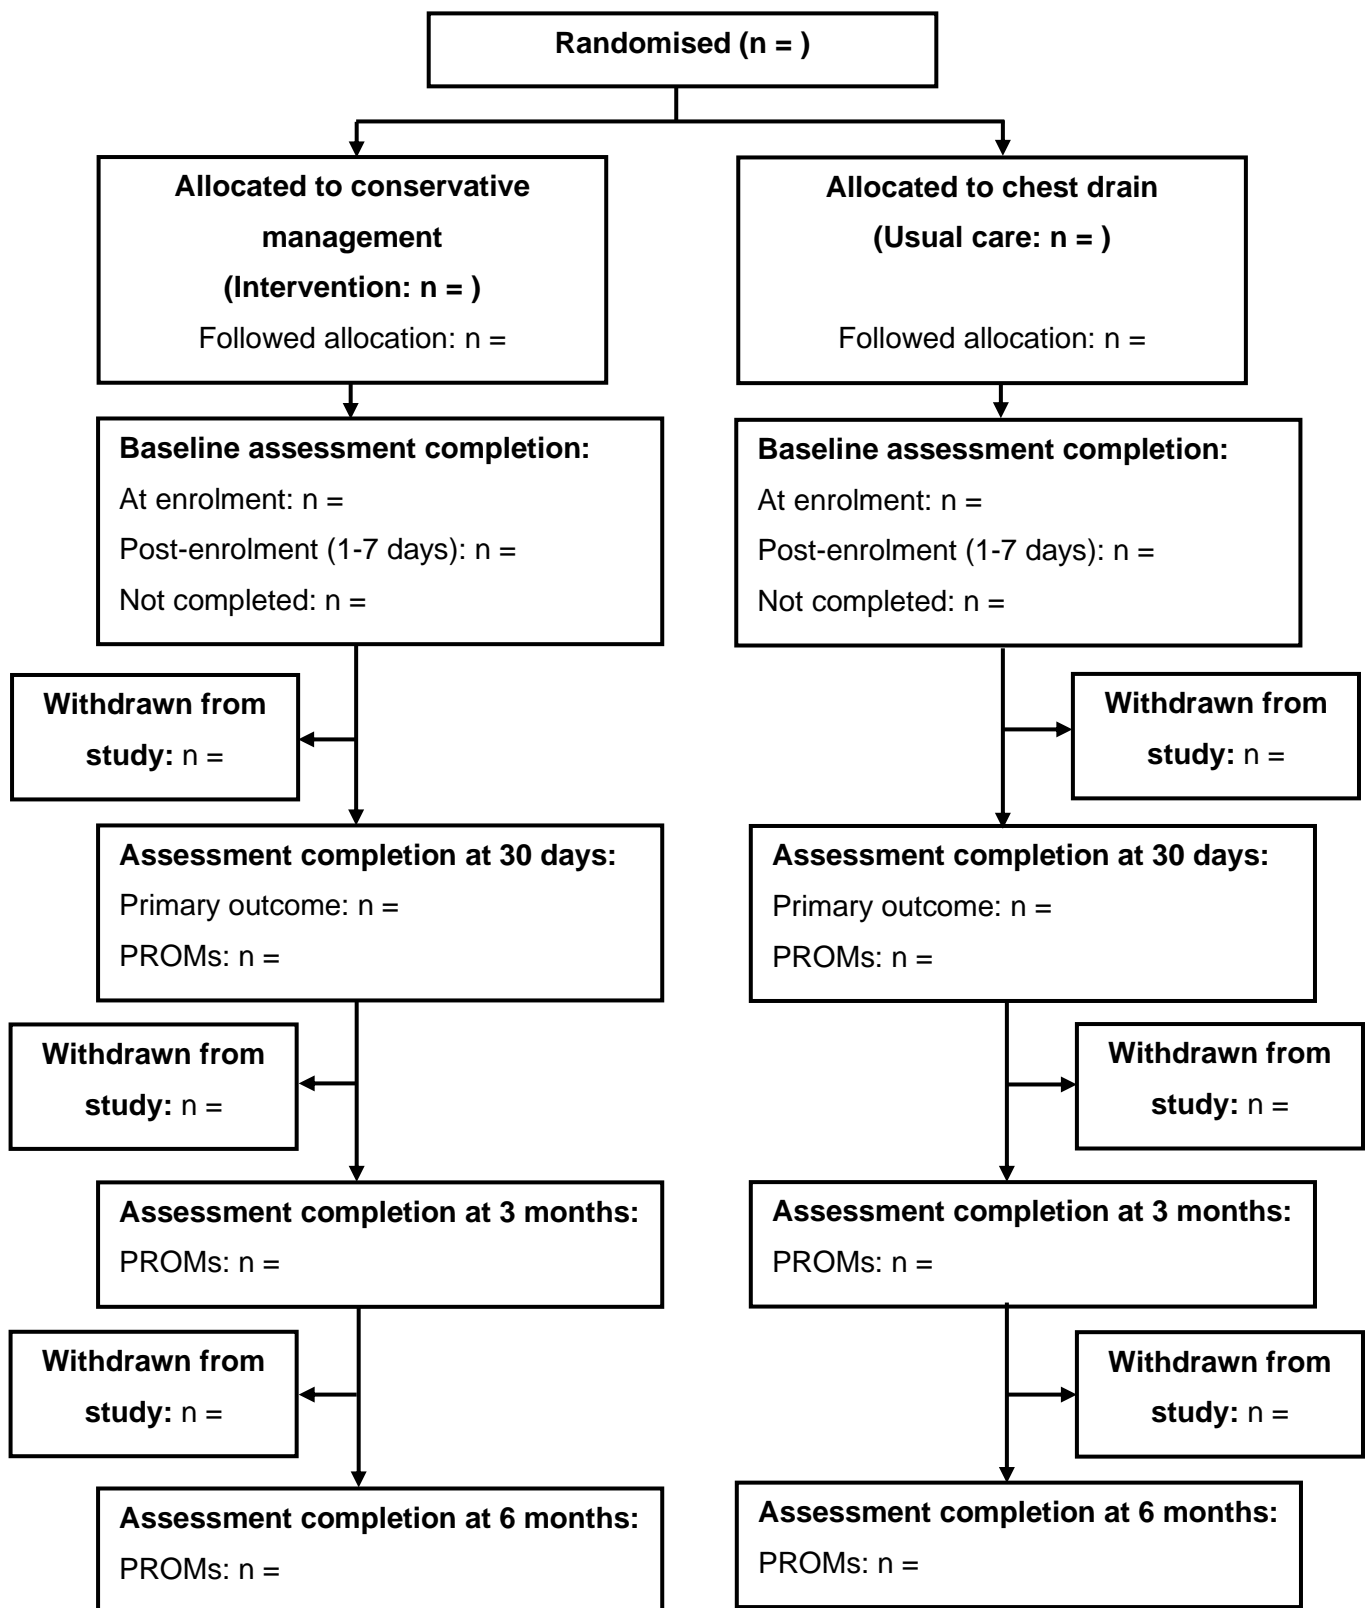 Randomised (n = )
Allocated to conservative
management
(Intervention: n = )
Followed allocation: n =
Allocated to chest drain
(Usual care: n = )
Followed allocation: n =
Baseline assessment completion:
At enrolment: n =
Post-enrolment (1-7 days): n =
Not completed: n =
Baseline assessment completion:
At enrolment: n =
Post-enrolment (1-7 days): n =
Not completed: n =
Withdrawn from
study: n =
Withdrawn from
study: n =
Assessment completion at 30 days:
Primary outcome: n =
PROMs: n =
Assessment completion at 30 days:
Primary outcome: n =
PROMs: n =
Withdrawn from
study: n =
Withdrawn from
study: n =
Assessment completion at 3 months:
PROMs: n =
Assessment completion at 3 months:
PROMs: n =
Withdrawn from
study: n =
Withdrawn from
study: n =
Assessment completion at 6 months:
PROMs: n =
Assessment completion at 6 months:
PROMs: n =